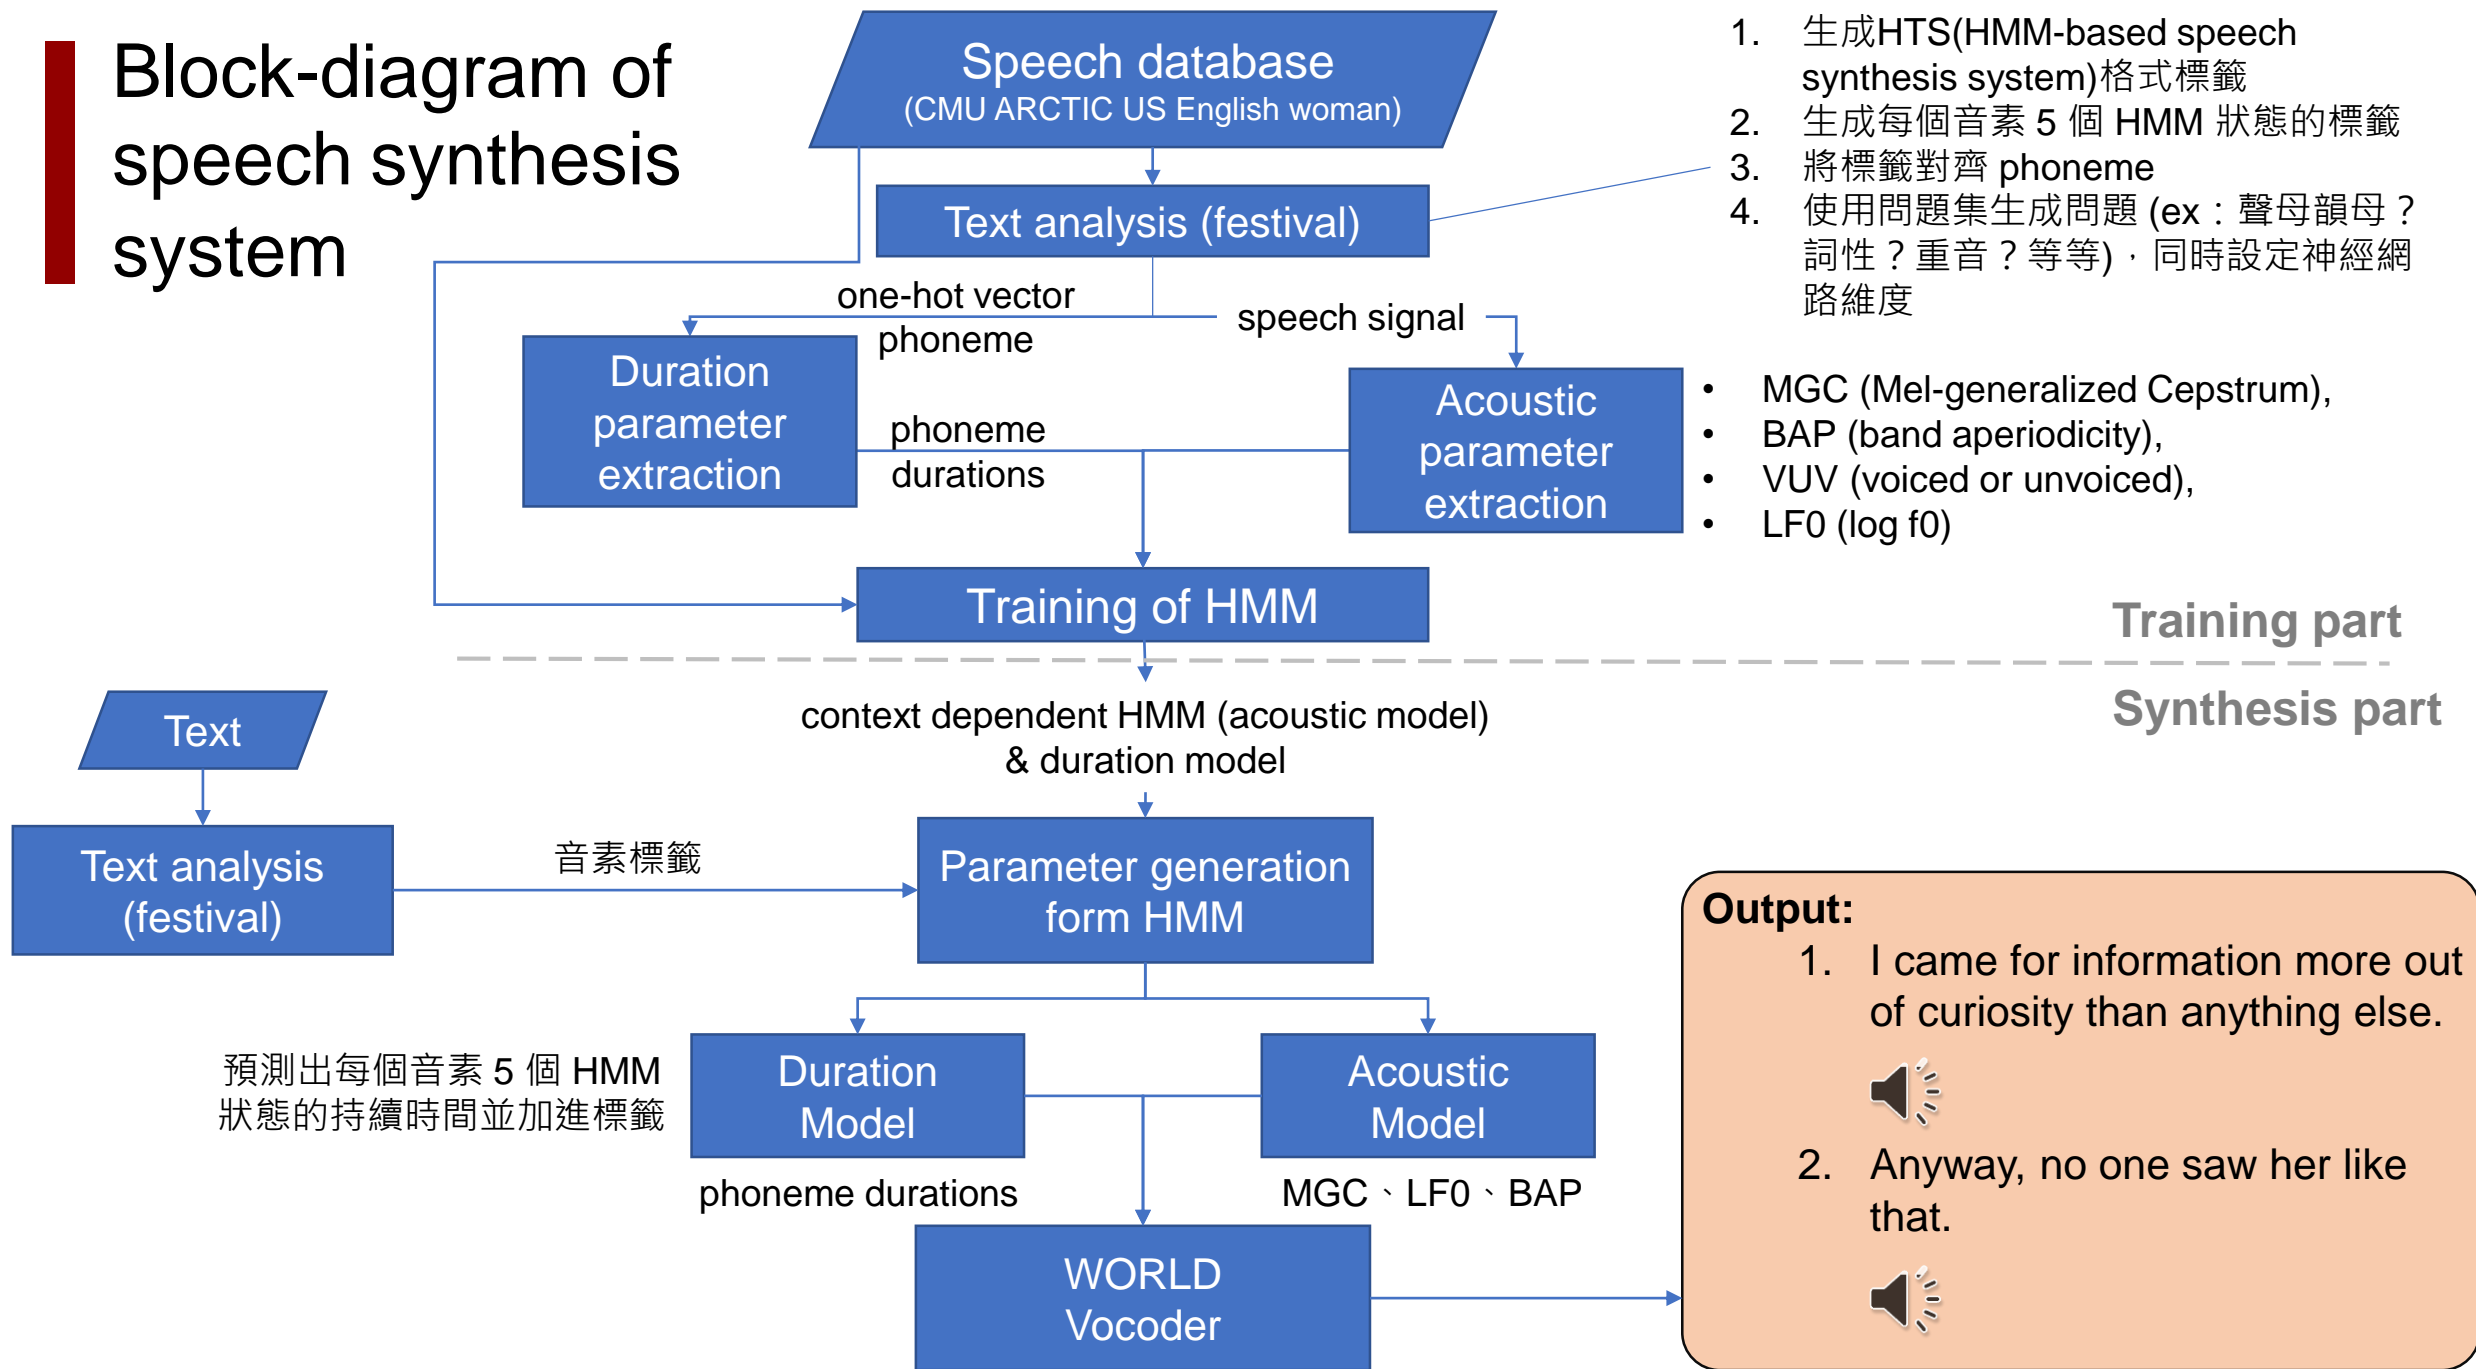 Block-diagram of
speech synthesis
system
Speech database
(CMU ARCTIC US English woman)
Text analysis (festival)
1. 生成HTS(HMM-based speech
synthesis system)格式標籤
2. 生成每個音素 5 個 HMM 狀態的標籤
3. 將標籤對齊 phoneme
4. 使用問題集生成問題 (ex：聲母韻母？
詞性？重音？等等)，同時設定神經網
路維度
one-hot vector
phoneme
speech signal
Duration
parameter
extraction
phoneme
durations
Acoustic
parameter
extraction
• MGC (Mel-generalized Cepstrum),
• BAP (band aperiodicity),
• VUV (voiced or unvoiced),
• LF0 (log f0)
Training of HMM
Training part
Synthesis part
context dependent HMM (acoustic model)
& duration model
Text
Text analysis
(festival)
音素標籤
Parameter generation
form HMM
預測出每個音素 5 個 HMM
狀態的持續時間並加進標籤
Duration
Model
Acoustic
Model
phoneme durations
MGC、LF0、BAP
WORLD
Vocoder
Output:
1. I came for information more out
of curiosity than anything else.
2. Anyway, no one saw her like
that.